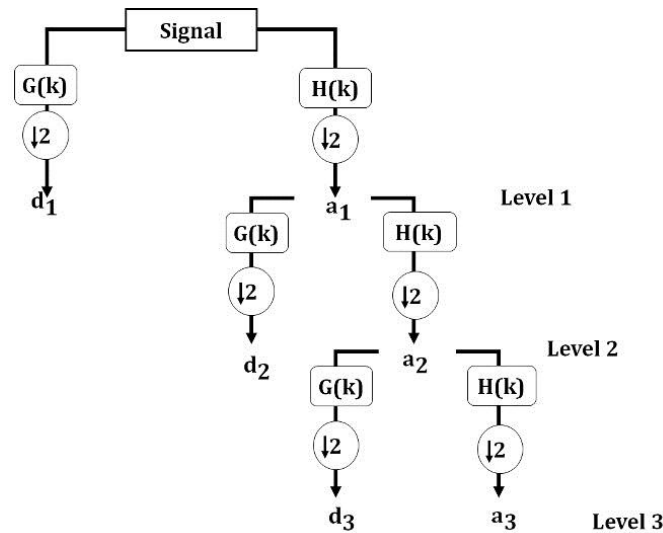 Signal
G(k) H(k)
↓2 ↓2
d1 a1 Level 1
G(k) H(k)
↓2 ↓2
d2 a2 Level 2
G(k) H(k)
↓2 ↓2
d3 a3 Level 3